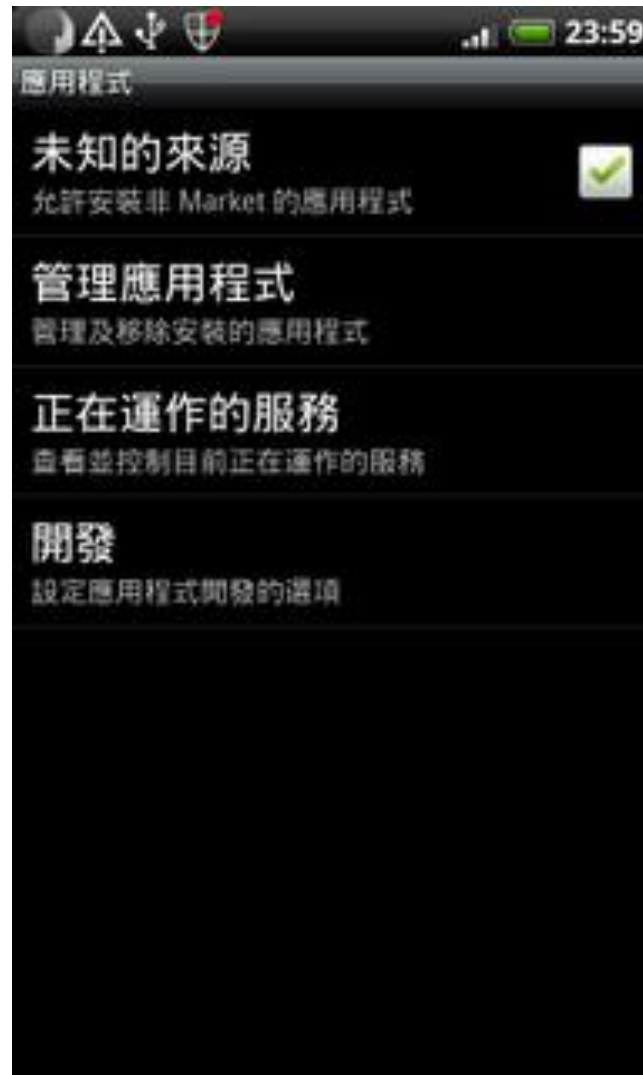 23:59
應用程式
未知的來源
允許安裝非 Market 的應用程式
管理應用程式
管理及移除安裝的應用程式
正在運作的服務
查看並控制目前正在運作的服務
開發
設定應用程式開發的選項